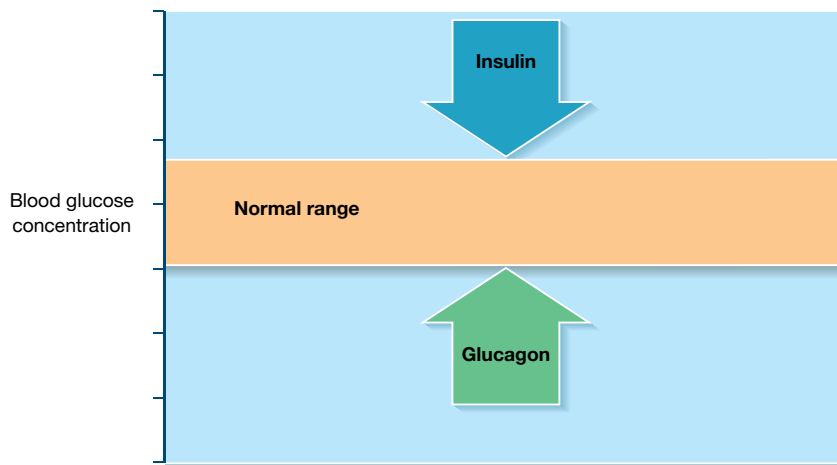 Insulin
Blood glucose
concentration
Normal range
Glucagon